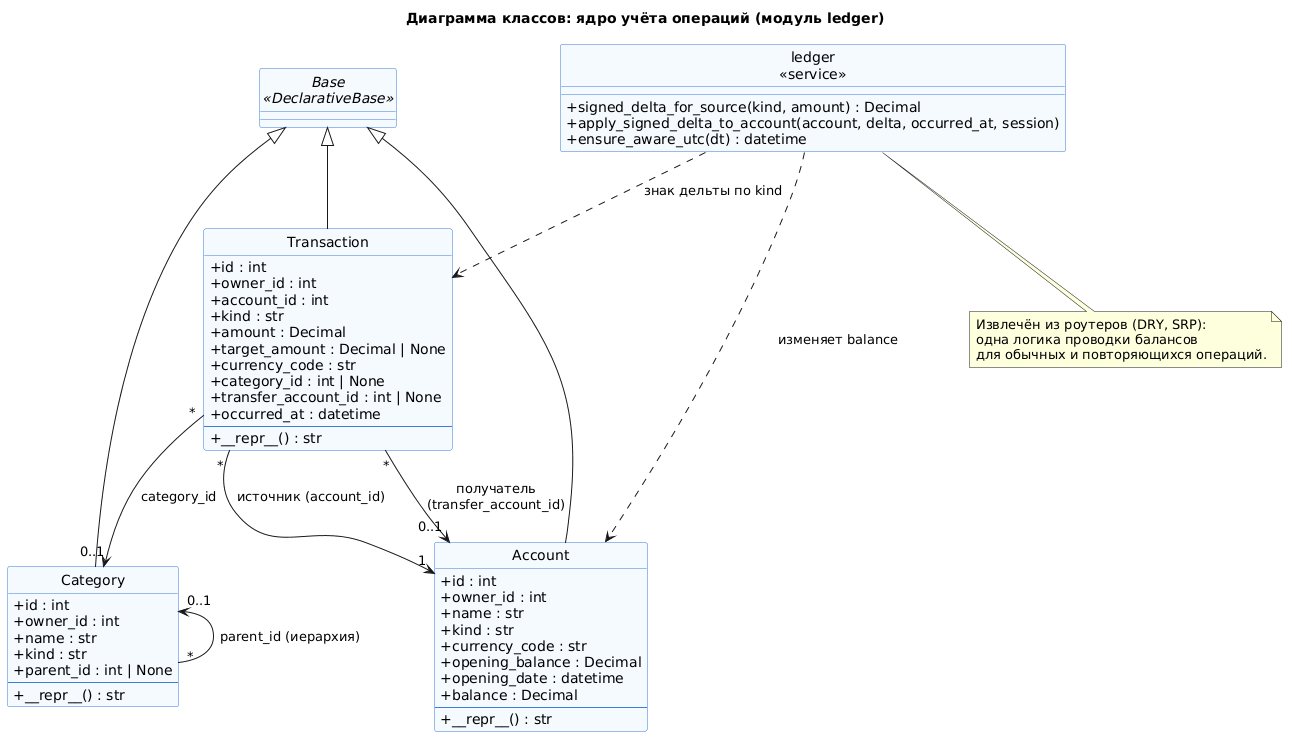 Диаграмма классов: ядро учёта операций (модуль ledger)
Base
«DeclarativeBase»
ledger
«service»
+signed_delta_for_source(kind, amount) : Decimal
+apply_signed_delta_to_account(account, delta, occurred_at, session)
+ensure_aware_utc(dt) : datetime
знак дельты по kind
Transaction
+id : int
+owner_id : int
+account_id : int
+kind : str
+amount : Decimal
+target_amount : Decimal | None
+currency_code : str
+category_id : int | None
+transfer_account_id : int | None
+occurred_at : datetime
+__repr__() : str
изменяет balance
Извлечён из роутеров (DRY, SRP):
одна логика проводки балансов
для обычных и повторяющихся операций.
*
*
*
category_id
источник (account_id)
получатель
(transfer_account_id)
0..1
0..1
1
Category
+id : int
+owner_id : int
+name : str
+kind : str
+parent_id : int | None
+__repr__() : str
0..1
parent_id (иерархия)
*
Account
+id : int
+owner_id : int
+name : str
+kind : str
+currency_code : str
+opening_balance : Decimal
+opening_date : datetime
+balance : Decimal
+__repr__() : str